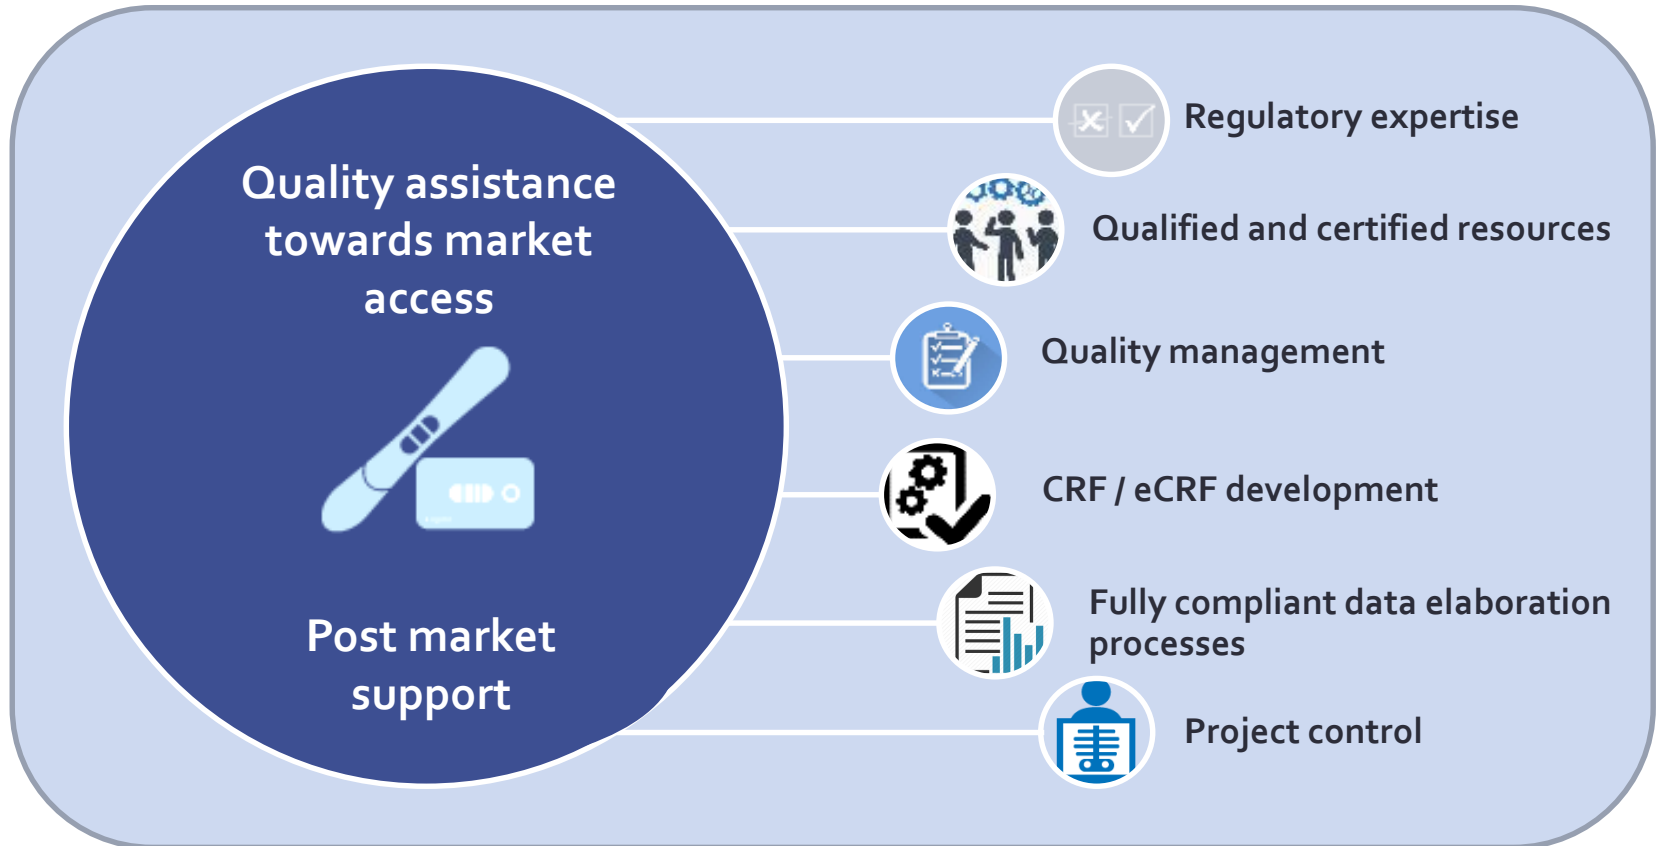 Quality assistance
towards market
access
Post market
support
Regulatory expertise
Qualified and certified resources
Quality management
CRF / eCRF development
Fully compliant data elaboration
processes
Project control